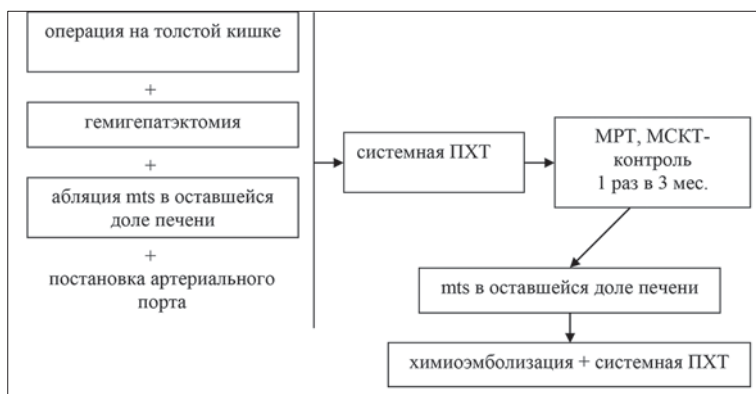 операция на толстой кишке
+
гемигепатэктомия
+
абляция mts в оставшейся
доле печени
+
постановка артериального
порта
системная ПХТ
МРТ, МСКТ-
контроль
1 раз в 3 мес.
mts в оставшейся доле печени
химиоэмболизация + системная ПХТ